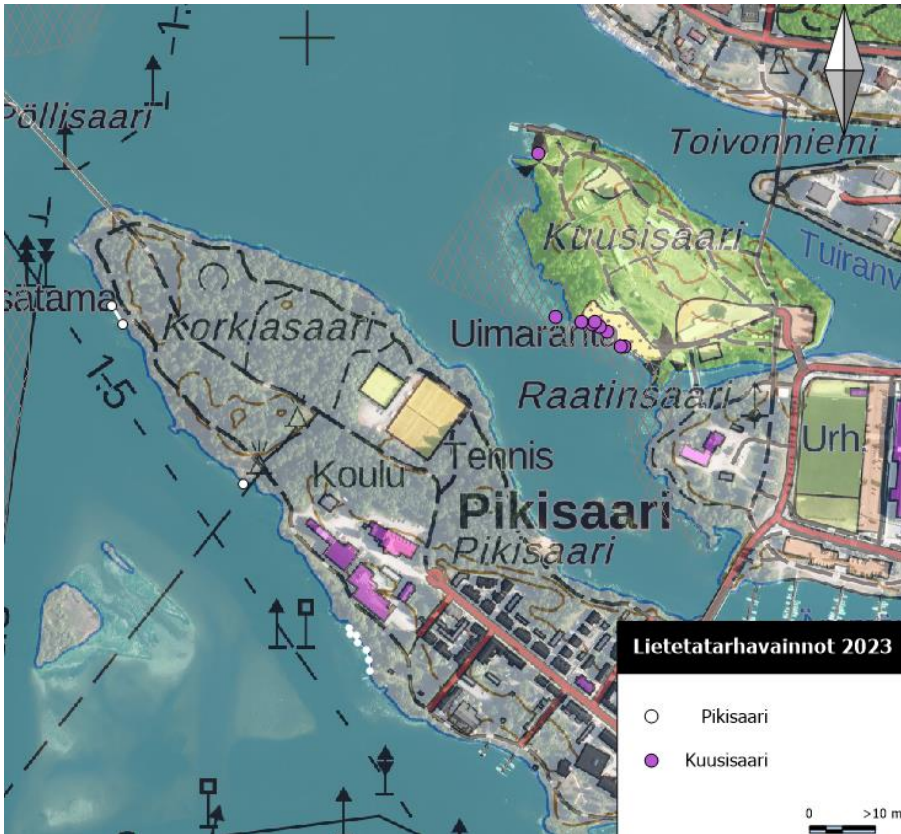 Pöllisaari
Toivonniemi
Kuusisaari
Tuiranv
satama
Korkiasaari
Uimaranta
1·5
Raatinsaari
Urh.
Koulu
Tennis
Pikisaari
Pikisaari
Lietetatarhavainnot 2023
Pikisaari
Kuusisaari
0 >10 m